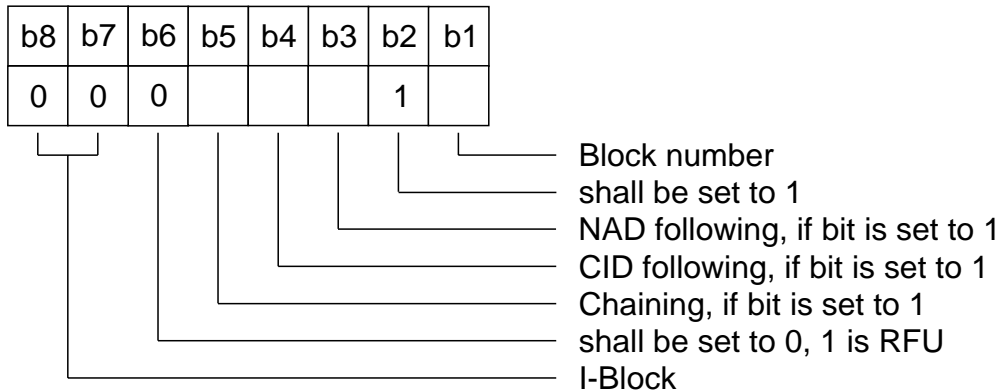 b8 b7 b6 b5 b4 b3 b2 b1
0 0 0 1
Block number
shall be set to 1
NAD following, if bit is set to 1
CID following, if bit is set to 1
Chaining, if bit is set to 1
shall be set to 0, 1 is RFU
I-Block